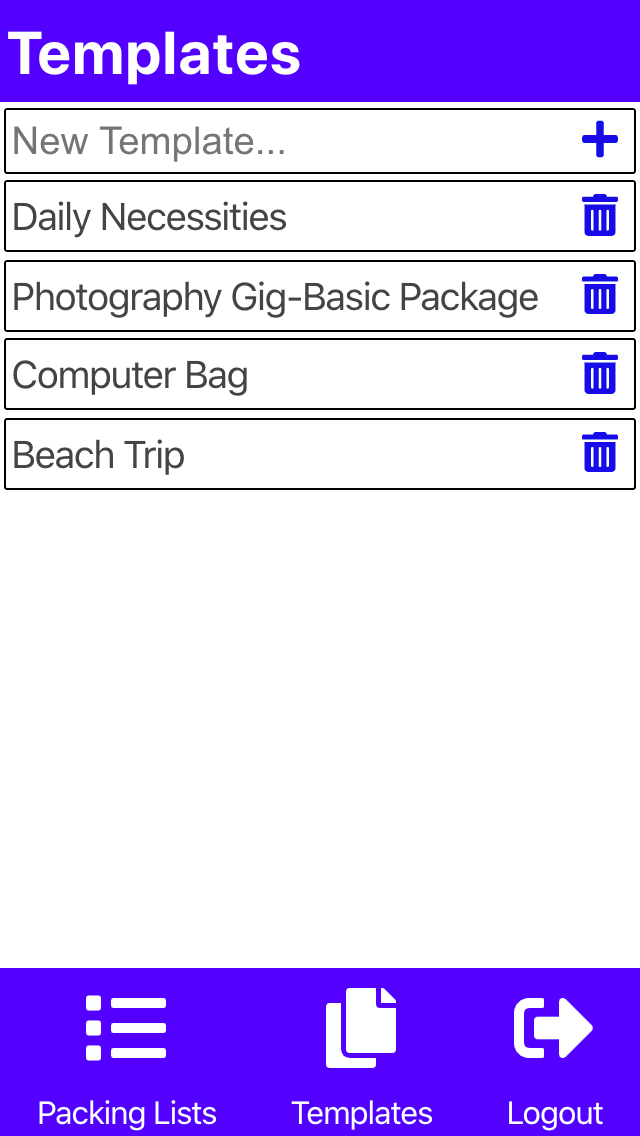 Templates
New Template...
Daily Necessities
Photography Gig-Basic Package
Computer Bag
Beach Trip
Packing Lists Templates Logout